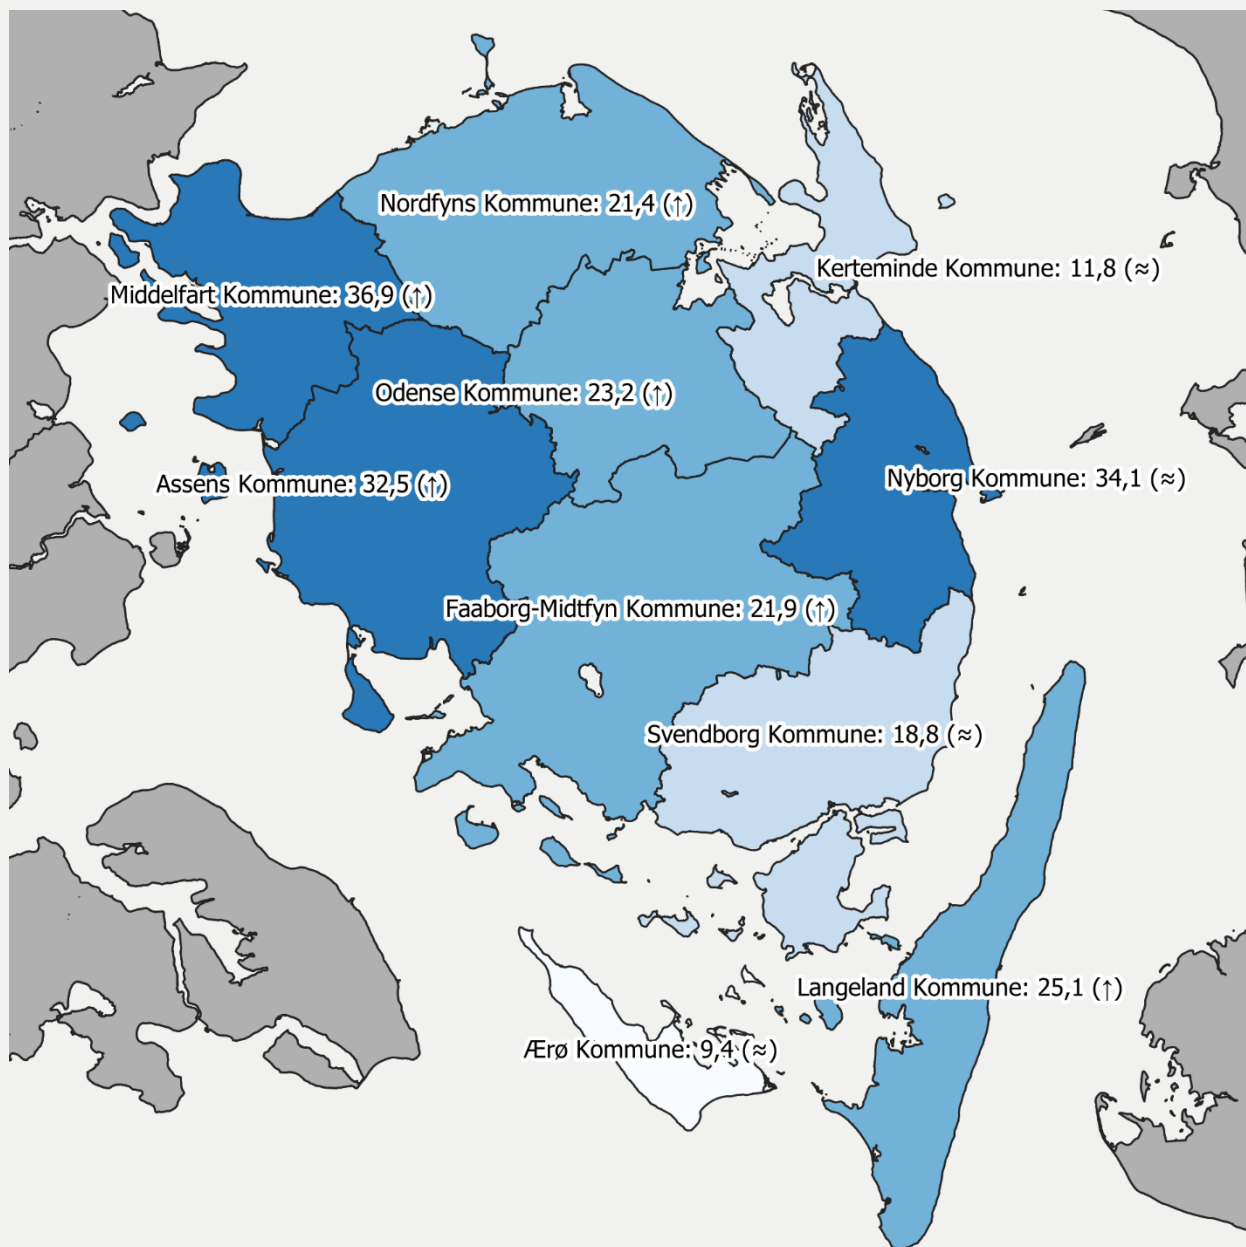 Nordfyns Kommune: 21,4 (↑)
Kerteminde Kommune: 11,8 (≈)
Middelfart Kommune: 36,9 (↑)
Odense Kommune: 23,2 (↑)
Nyborg Kommune: 34,1 (≈)
Assens Kommune: 32,5 (↑)
Faaborg-Midtfyn Kommune: 21,9 (↑)
Svendborg Kommune: 18,8 (≈)
Langeland Kommune: 25,1 (↑)
Ærø Kommune: 9,4 (≈)